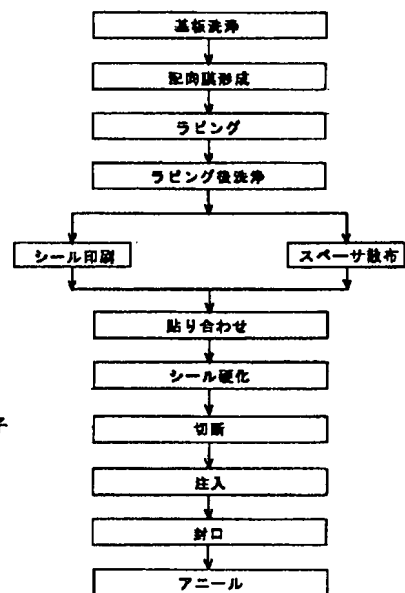 基板洗浄
配向膜形成
ラビング
ラビング後洗浄
シール印刷
スペーサ散布
貼り合わせ
シール硬化
子
切断
注入
封口
アニール